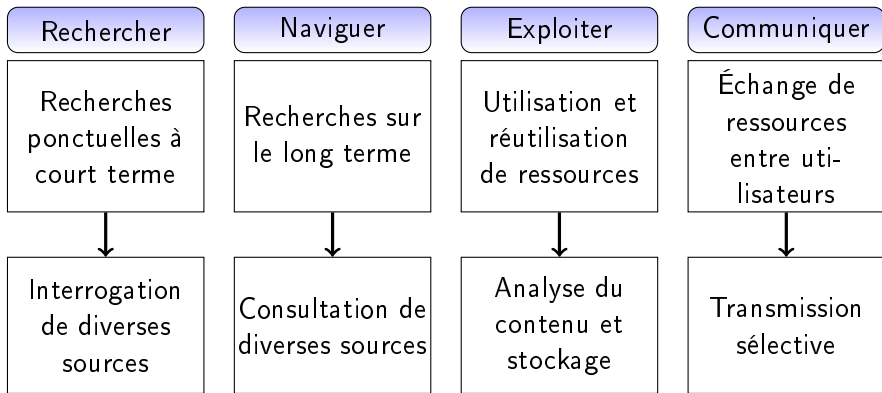 Rechercher
Recherches
ponctuelles à
court terme
Interrogation
de diverses
sources
Naviguer
Recherches sur
le long terme
Consultation de
diverses sources
Exploiter
Utilisation et
réutilisation
de ressources
Analyse du
contenu et
stockage
Communiquer
Échange de
ressources
entre uti-
lisateurs
Transmission
sélective